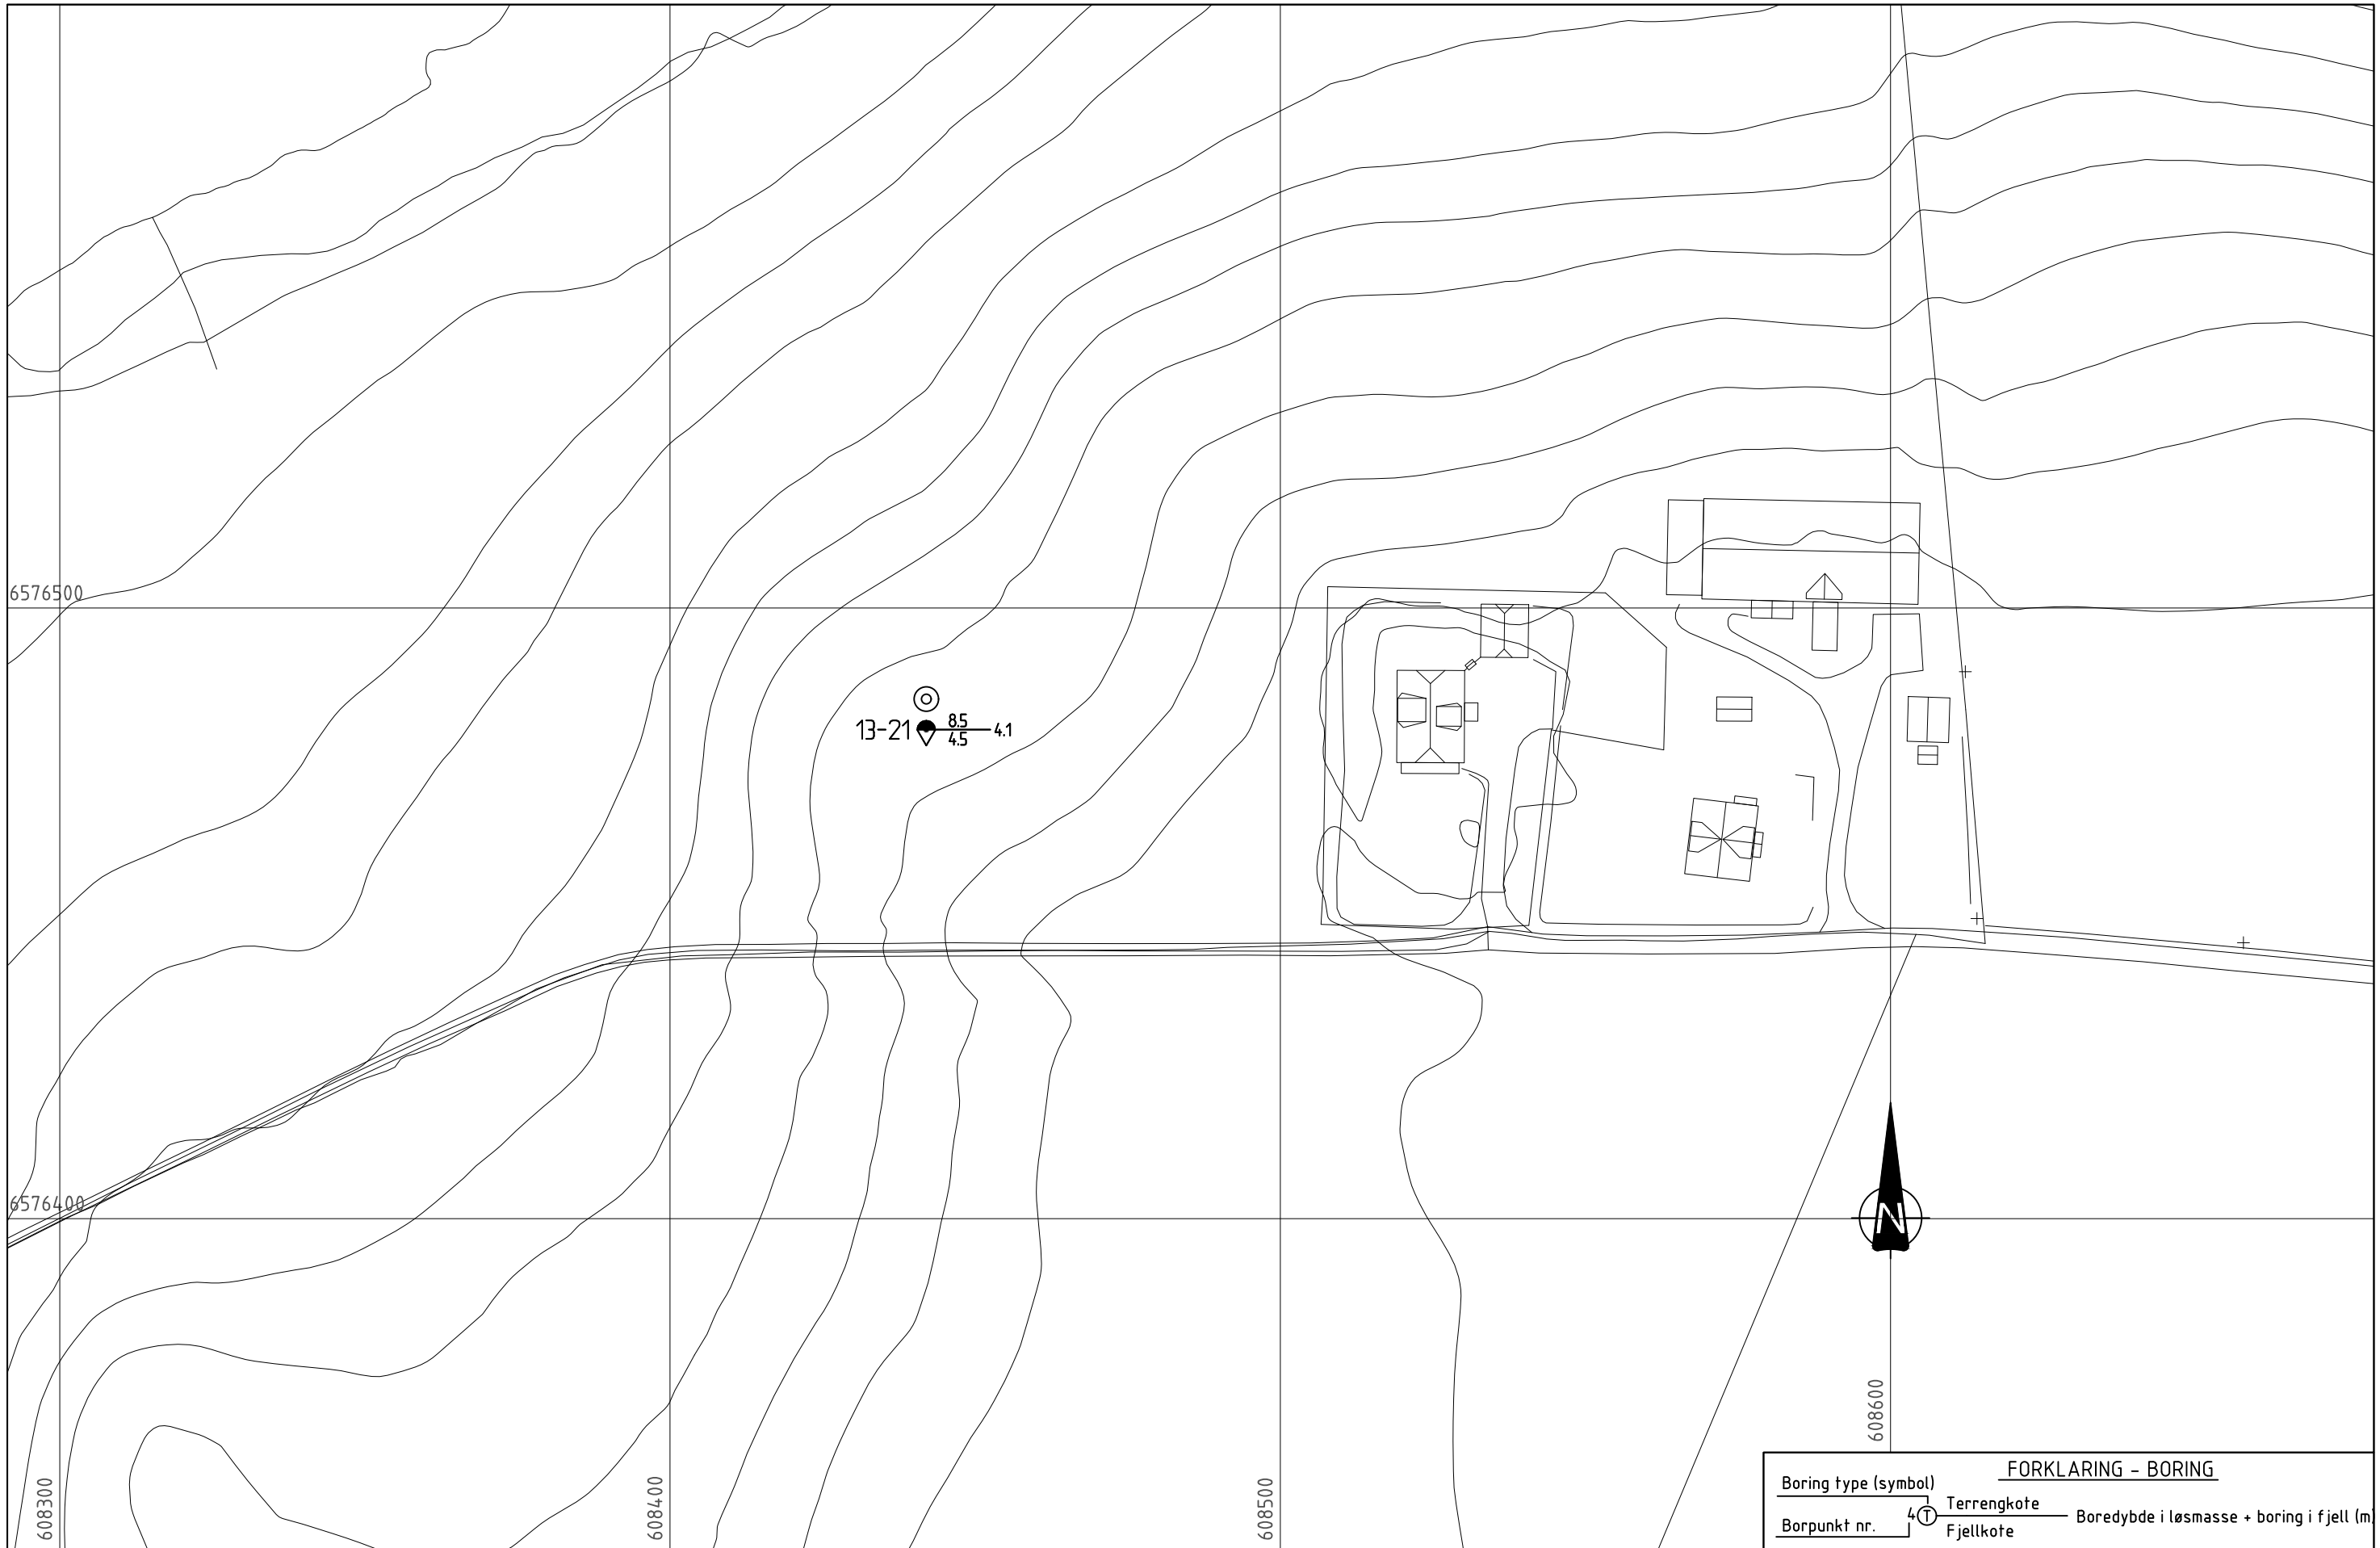 6576500
13-21 8.5 4.1
4.5
6576400
N
608300
608400
608500
608600
FORKLARING - BORING
Boring type (symbol)
4 T Terrengkote
Boredybde i løsmasse + boring i fjell (m
Borpunkt nr.
Fjellkote